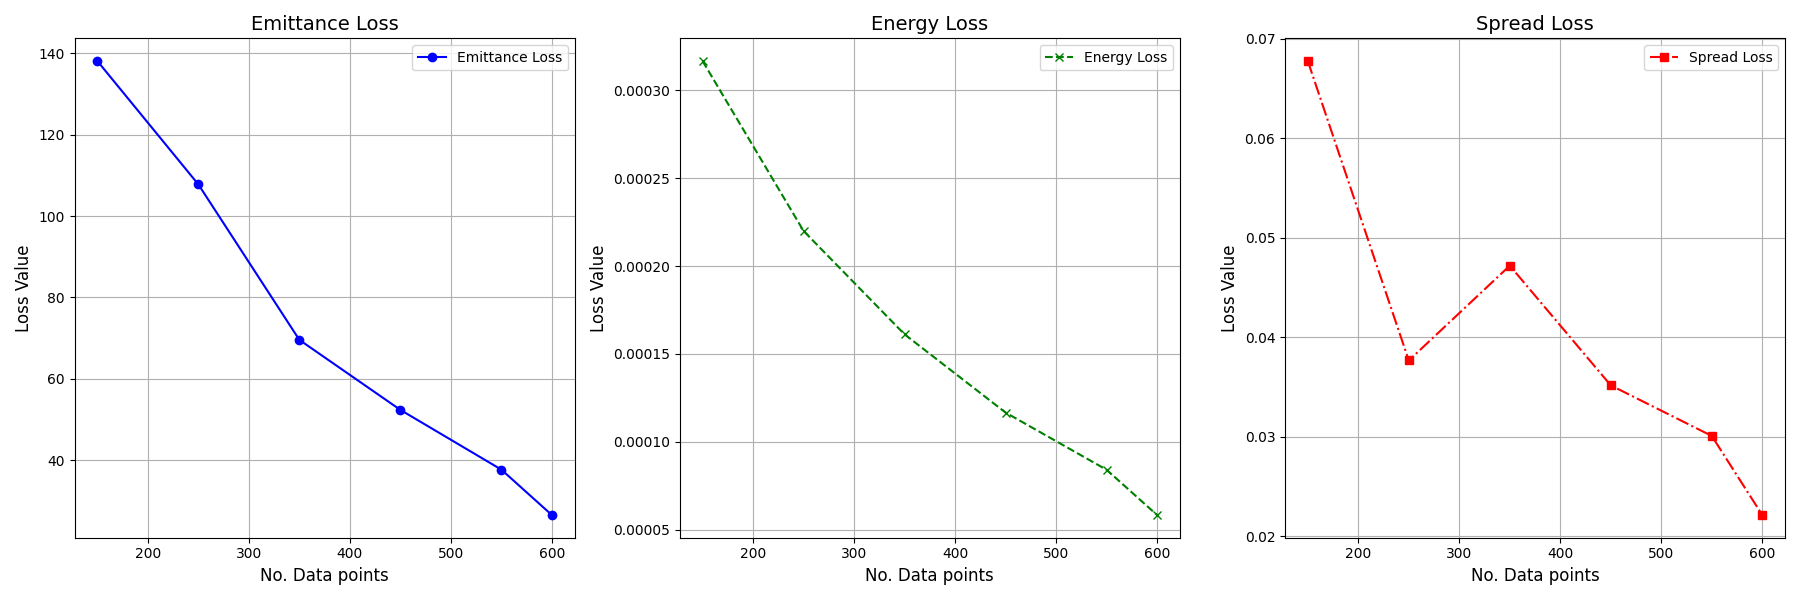 Emittance Loss
Emittance Loss
140
120
100
80
60
40
Loss Value
200 300 400 500 600
No. Data points
Energy Loss
Energy Loss
0.00030
0.00025
0.00020
0.00015
0.00010
0.00005
Loss Value
200 300 400 500 600
No. Data points
Spread Loss
Spread Loss
0.07
0.06
0.05
0.04
0.03
0.02
Loss Value
200 300 400 500 600
No. Data points